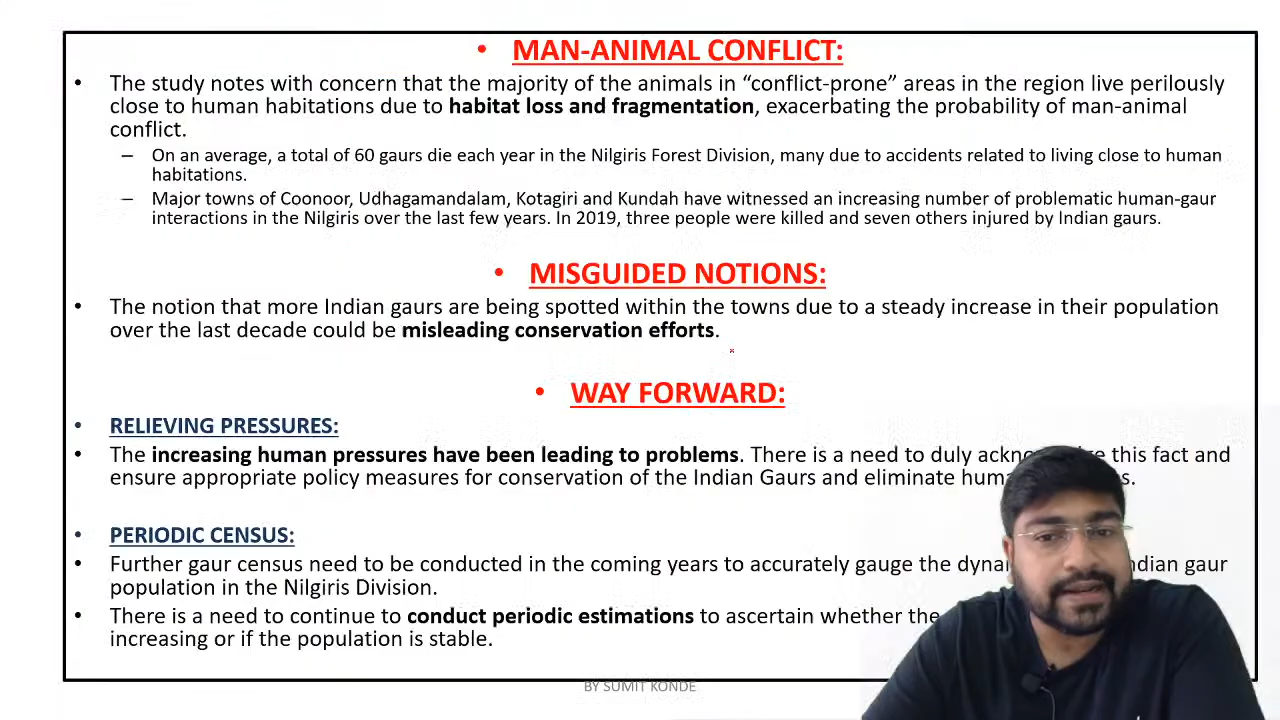 • MAN-ANIMAL CONFLICT:
• The study notes with concern that the majority of the animals in “conflict-prone” areas in the region live perilously
close to human habitations due to habitat loss and fragmentation, exacerbating the probability of man-animal
conflict.
– On an average, a total of 60 gaurs die each year in the Nilgiris Forest Division, many due to accidents related to living close to human
habitations.
– Major towns of Coonoor, Udhagamandalam, Kotagiri and Kundah have witnessed an increasing number of problematic human-gaur
interactions in the Nilgiris over the last few years. In 2019, three people were killed and seven others injured by Indian gaurs.
• MISGUIDED NOTIONS:
• The notion that more Indian gaurs are being spotted within the towns due to a steady increase in their population
over the last decade could be misleading conservation efforts.
• WAY FORWARD:
• RELIEVING PRESSURES:
• The increasing human pressures have been leading to problems. There is a need to duly this fact and
ensure appropriate policy measures for conservation of the Indian Gaurs and eliminate
• PERIODIC CENSUS:
• Further gaur census need to be conducted in the coming years to accurately gauge the gaur
population in the Nilgiris Division.
• There is a need to continue to conduct periodic estimations to ascertain whether the
increasing or if the population is stable.
BY SUMIT KONDE